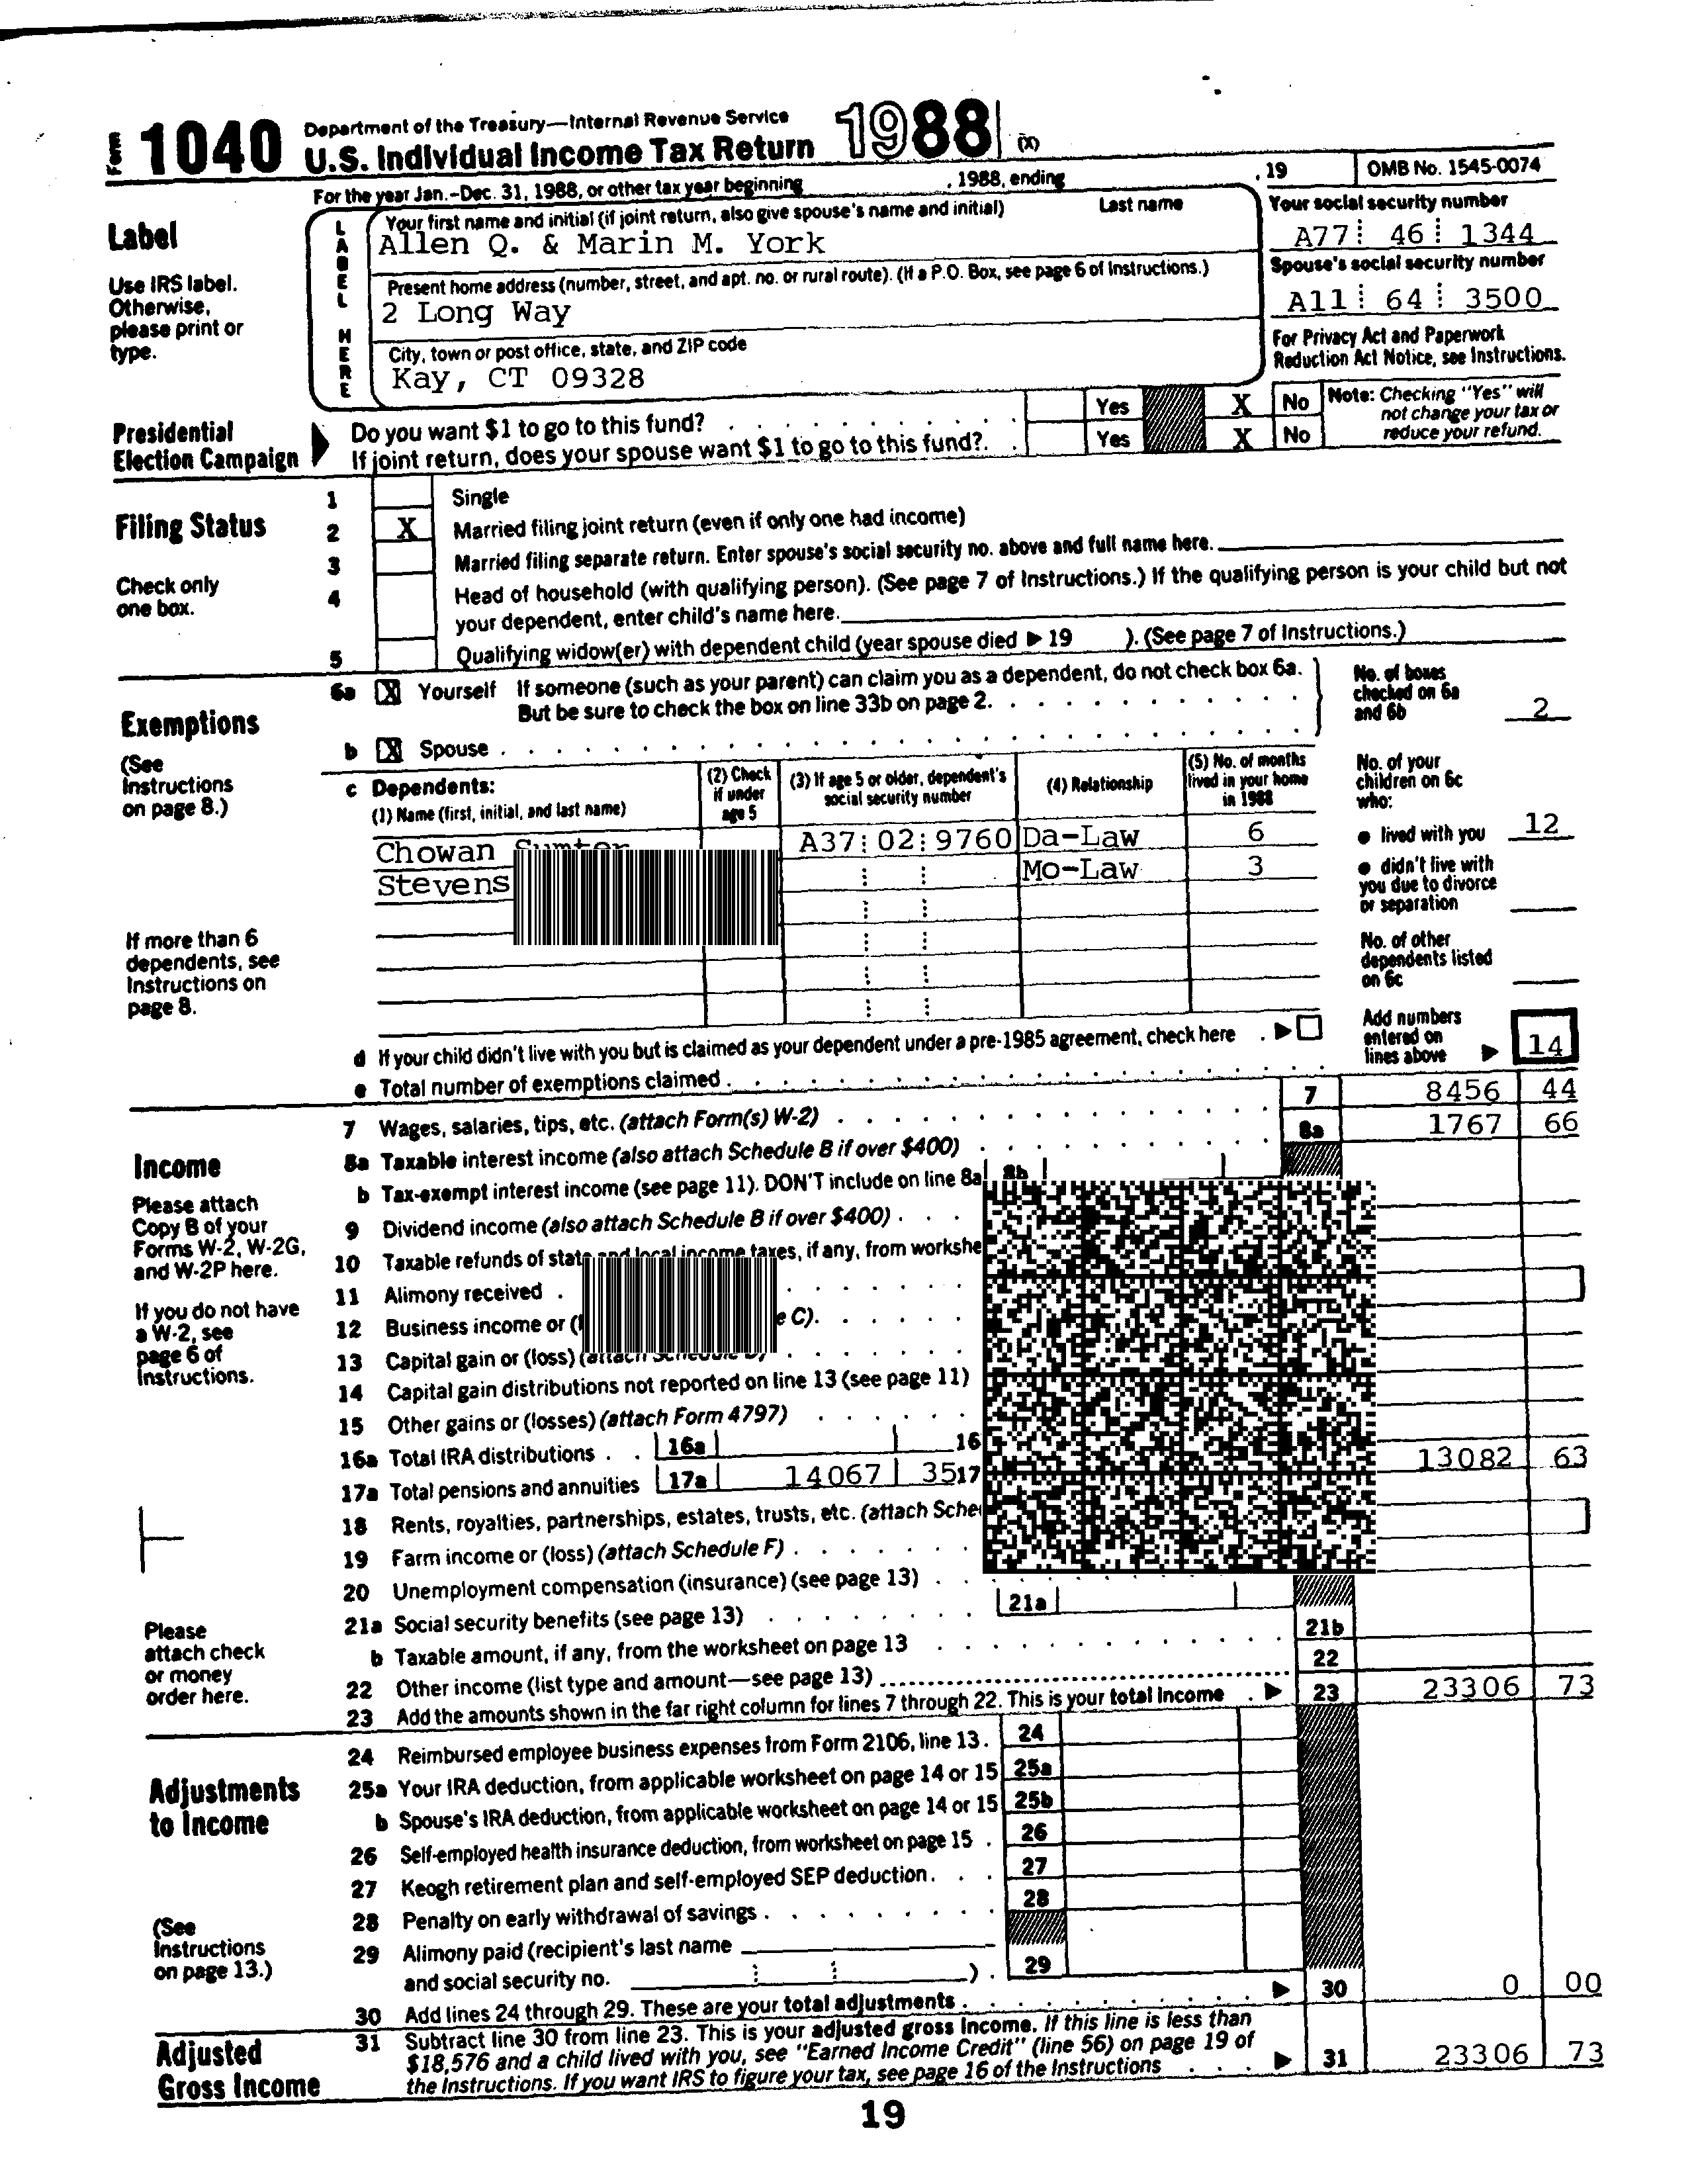 Form 1040 Department of the Treasury—Internal Revenue Service
U.S. Individual Income Tax Return 1988 (X)
For the year Jan.-Dec. 31, 1988, or other tax year beginning , 1988, ending , 19 OMB No. 1545-0074
Label
Use IRS label.
Otherwise,
please print or
type.
LABEL HERE
Your first name and initial (if joint return, also give spouse's name and initial) Last name
Allen Q. & Marin M. York
Your social security number
A77 46 1344
Present home address (number, street, and apt. no. or rural route). (If a P.O. Box, see page 6 of Instructions.)
2 Long Way
Spouse's social security number
A11 64 3500
City, town or post office, state, and ZIP code
Kay, CT 09328
For Privacy Act and Paperwork
Reduction Act Notice, see Instructions.
Presidential
Election Campaign
Do you want $1 to go to this fund? Yes X No
If joint return, does your spouse want $1 to go to this fund?. Yes X No
Note: Checking "Yes" will
not change your tax or
reduce your refund.
Filing Status
Check only
one box.
1 Single
2 X Married filing joint return (even if only one had income)
3 Married filing separate return. Enter spouse's social security no. above and full name here.
4 Head of household (with qualifying person). (See page 7 of Instructions.) If the qualifying person is your child but not
your dependent, enter child's name here.
5 Qualifying widow(er) with dependent child (year spouse died ▶ 19 ). (See page 7 of Instructions.)
Exemptions
(See
Instructions
on page 8.)
6a X Yourself If someone (such as your parent) can claim you as a dependent, do not check box 6a.
But be sure to check the box on line 33b on page 2.
b X Spouse
No. of boxes
checked on 6a
and 6b 2
c Dependents:
(1) Name (first, initial, and last name)
(2) Check
if under
age 5
(3) If age 5 or older, dependent's
social security number
(4) Relationship
(5) No. of months
lived in your home
in 1988
Chowan Sumter A37 02 9760 Da-Law 6
Stevens Mo-Law 3
If more than 6
dependents, see
Instructions on
page 8.
No. of your
children on 6c
who:
● lived with you 12
● didn't live with
you due to divorce
or separation
No. of other
dependents listed
on 6c
d If your child didn't live with you but is claimed as your dependent under a pre-1985 agreement, check here . ▶
e Total number of exemptions claimed
Add numbers
entered on
lines above ▶ 14
Income
Please attach
Copy B of your
Forms W-2, W-2G,
and W-2P here.
If you do not have
a W-2, see
page 6 of
Instructions.
7 Wages, salaries, tips, etc. (attach Form(s) W-2) 7 8456 44
8a Taxable interest income (also attach Schedule B if over $400) 8a 1767 66
b Tax-exempt interest income (see page 11). DON'T include on line 8a 8b
9 Dividend income (also attach Schedule B if over $400)
10 Taxable refunds of state and local income taxes, if any, from workshe
11 Alimony received
12 Business income or ( e C).
13 Capital gain or (loss) (attach Schedule D)
14 Capital gain distributions not reported on line 13 (see page 11)
15 Other gains or (losses) (attach Form 4797)
16a Total IRA distributions 16a 16
17a Total pensions and annuities 17a 14067 35 17 13082 63
18 Rents, royalties, partnerships, estates, trusts, etc. (attach Sche
19 Farm income or (loss) (attach Schedule F)
20 Unemployment compensation (insurance) (see page 13)
21a Social security benefits (see page 13) 21a
b Taxable amount, if any, from the worksheet on page 13 21b
22 Other income (list type and amount—see page 13) 22
23 Add the amounts shown in the far right column for lines 7 through 22. This is your total income ▶ 23 23306 73
Please
attach check
or money
order here.
Adjustments
to Income
(See
Instructions
on page 13.)
24 Reimbursed employee business expenses from Form 2106, line 13. 24
25a Your IRA deduction, from applicable worksheet on page 14 or 15 25a
b Spouse's IRA deduction, from applicable worksheet on page 14 or 15 25b
26 Self-employed health insurance deduction, from worksheet on page 15 26
27 Keogh retirement plan and self-employed SEP deduction 27
28 Penalty on early withdrawal of savings 28
29 Alimony paid (recipient's last name
and social security no. ). 29
30 Add lines 24 through 29. These are your total adjustments ▶ 30 0 00
Adjusted
Gross Income
31 Subtract line 30 from line 23. This is your adjusted gross income. If this line is less than
$18,576 and a child lived with you, see "Earned Income Credit" (line 56) on page 19 of
the Instructions. If you want IRS to figure your tax, see page 16 of the Instructions ▶ 31 23306 73
19